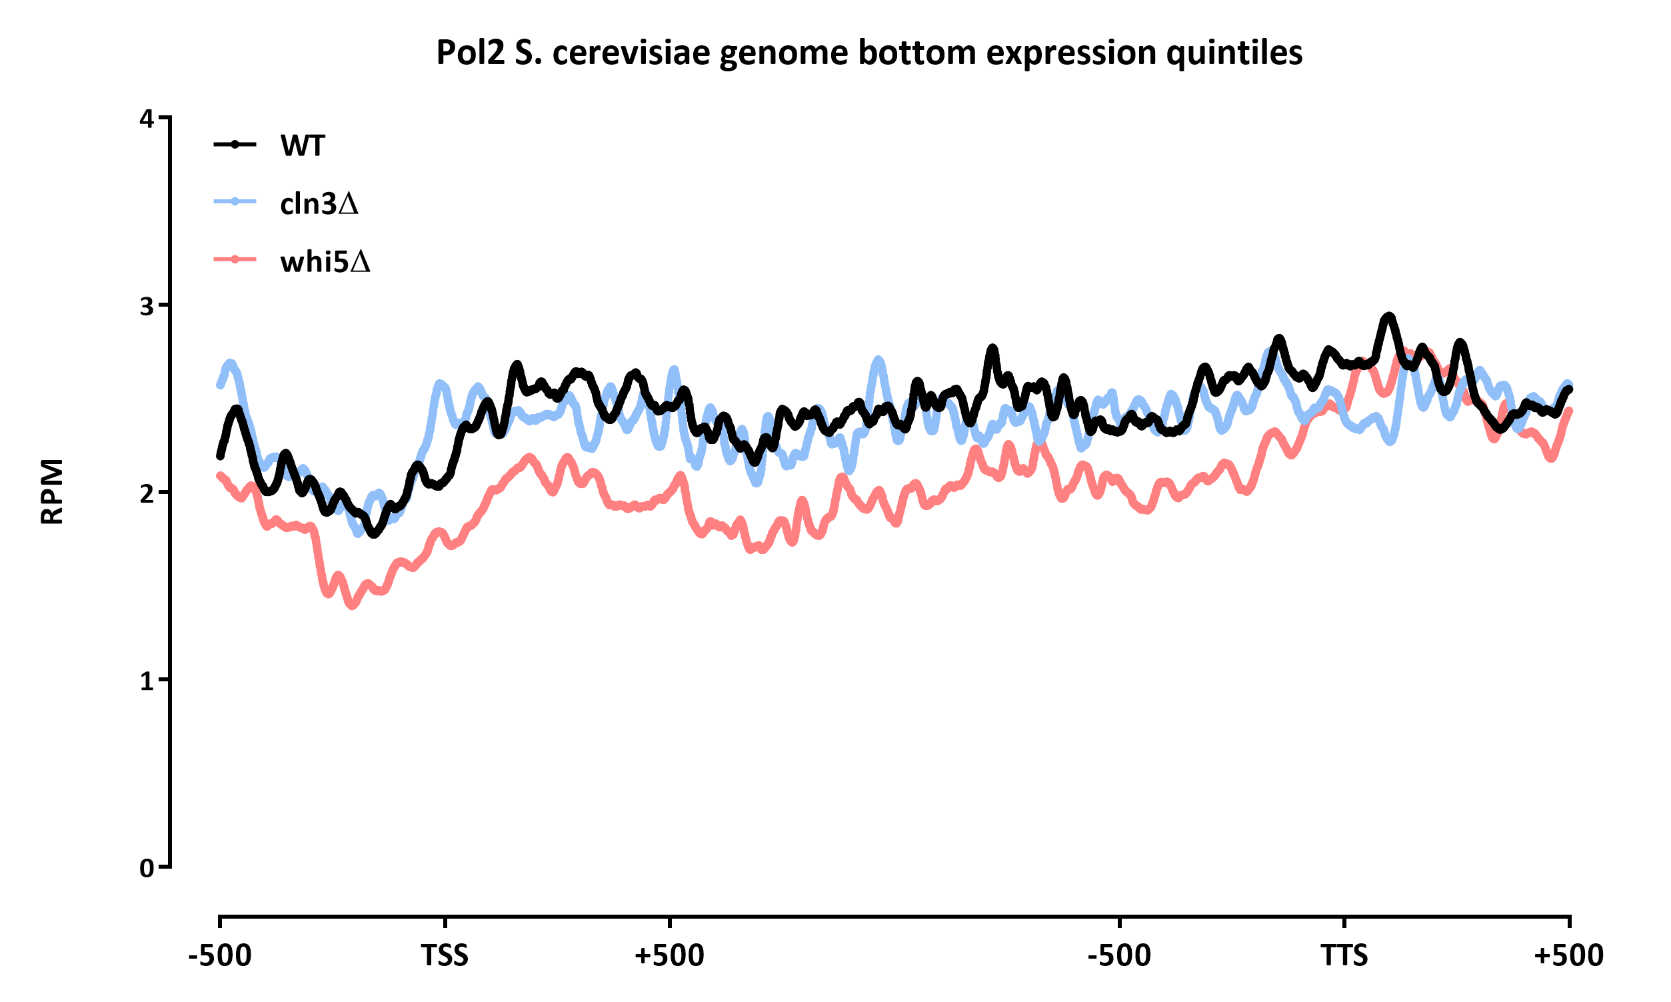 Pol2 S. cerevisiae genome bottom expression quintiles
4
WT
cln3Δ
whi5Δ
3
RPM
2
1
0
-500 TSS +500 -500 TTS +500